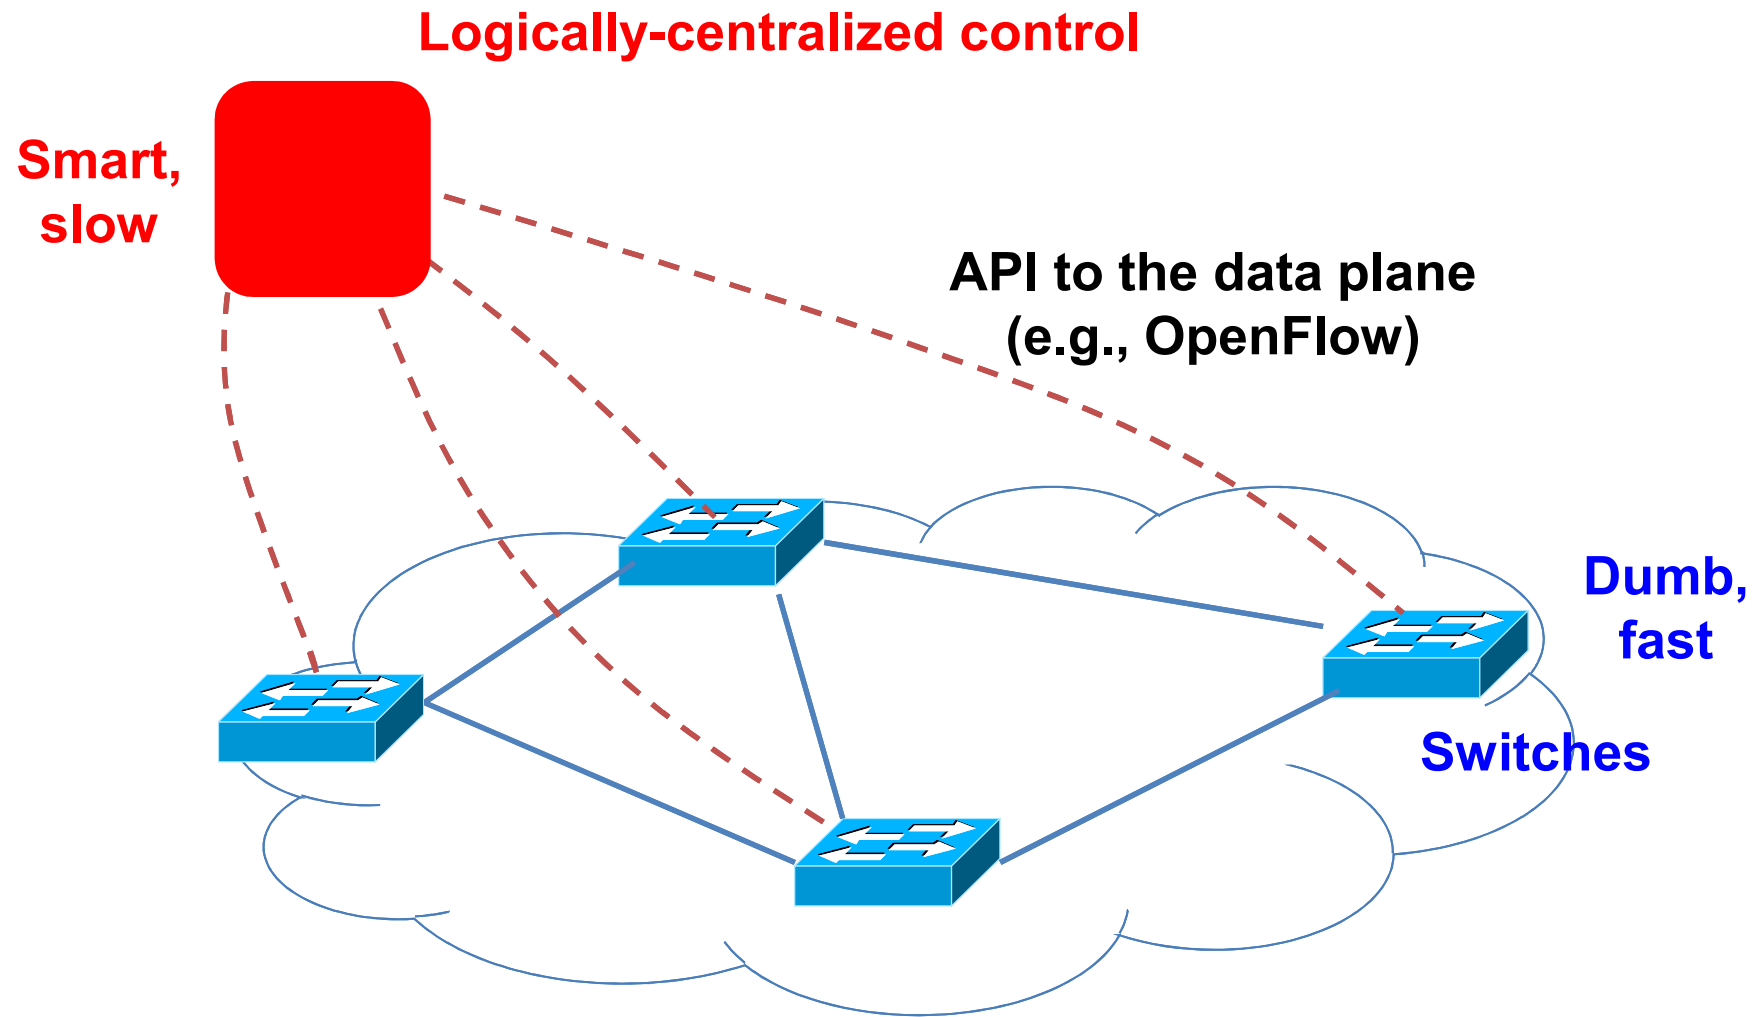 Logically-centralized control
Smart,
slow
API to the data plane
(e.g., OpenFlow)
Dumb,
fast
Switches